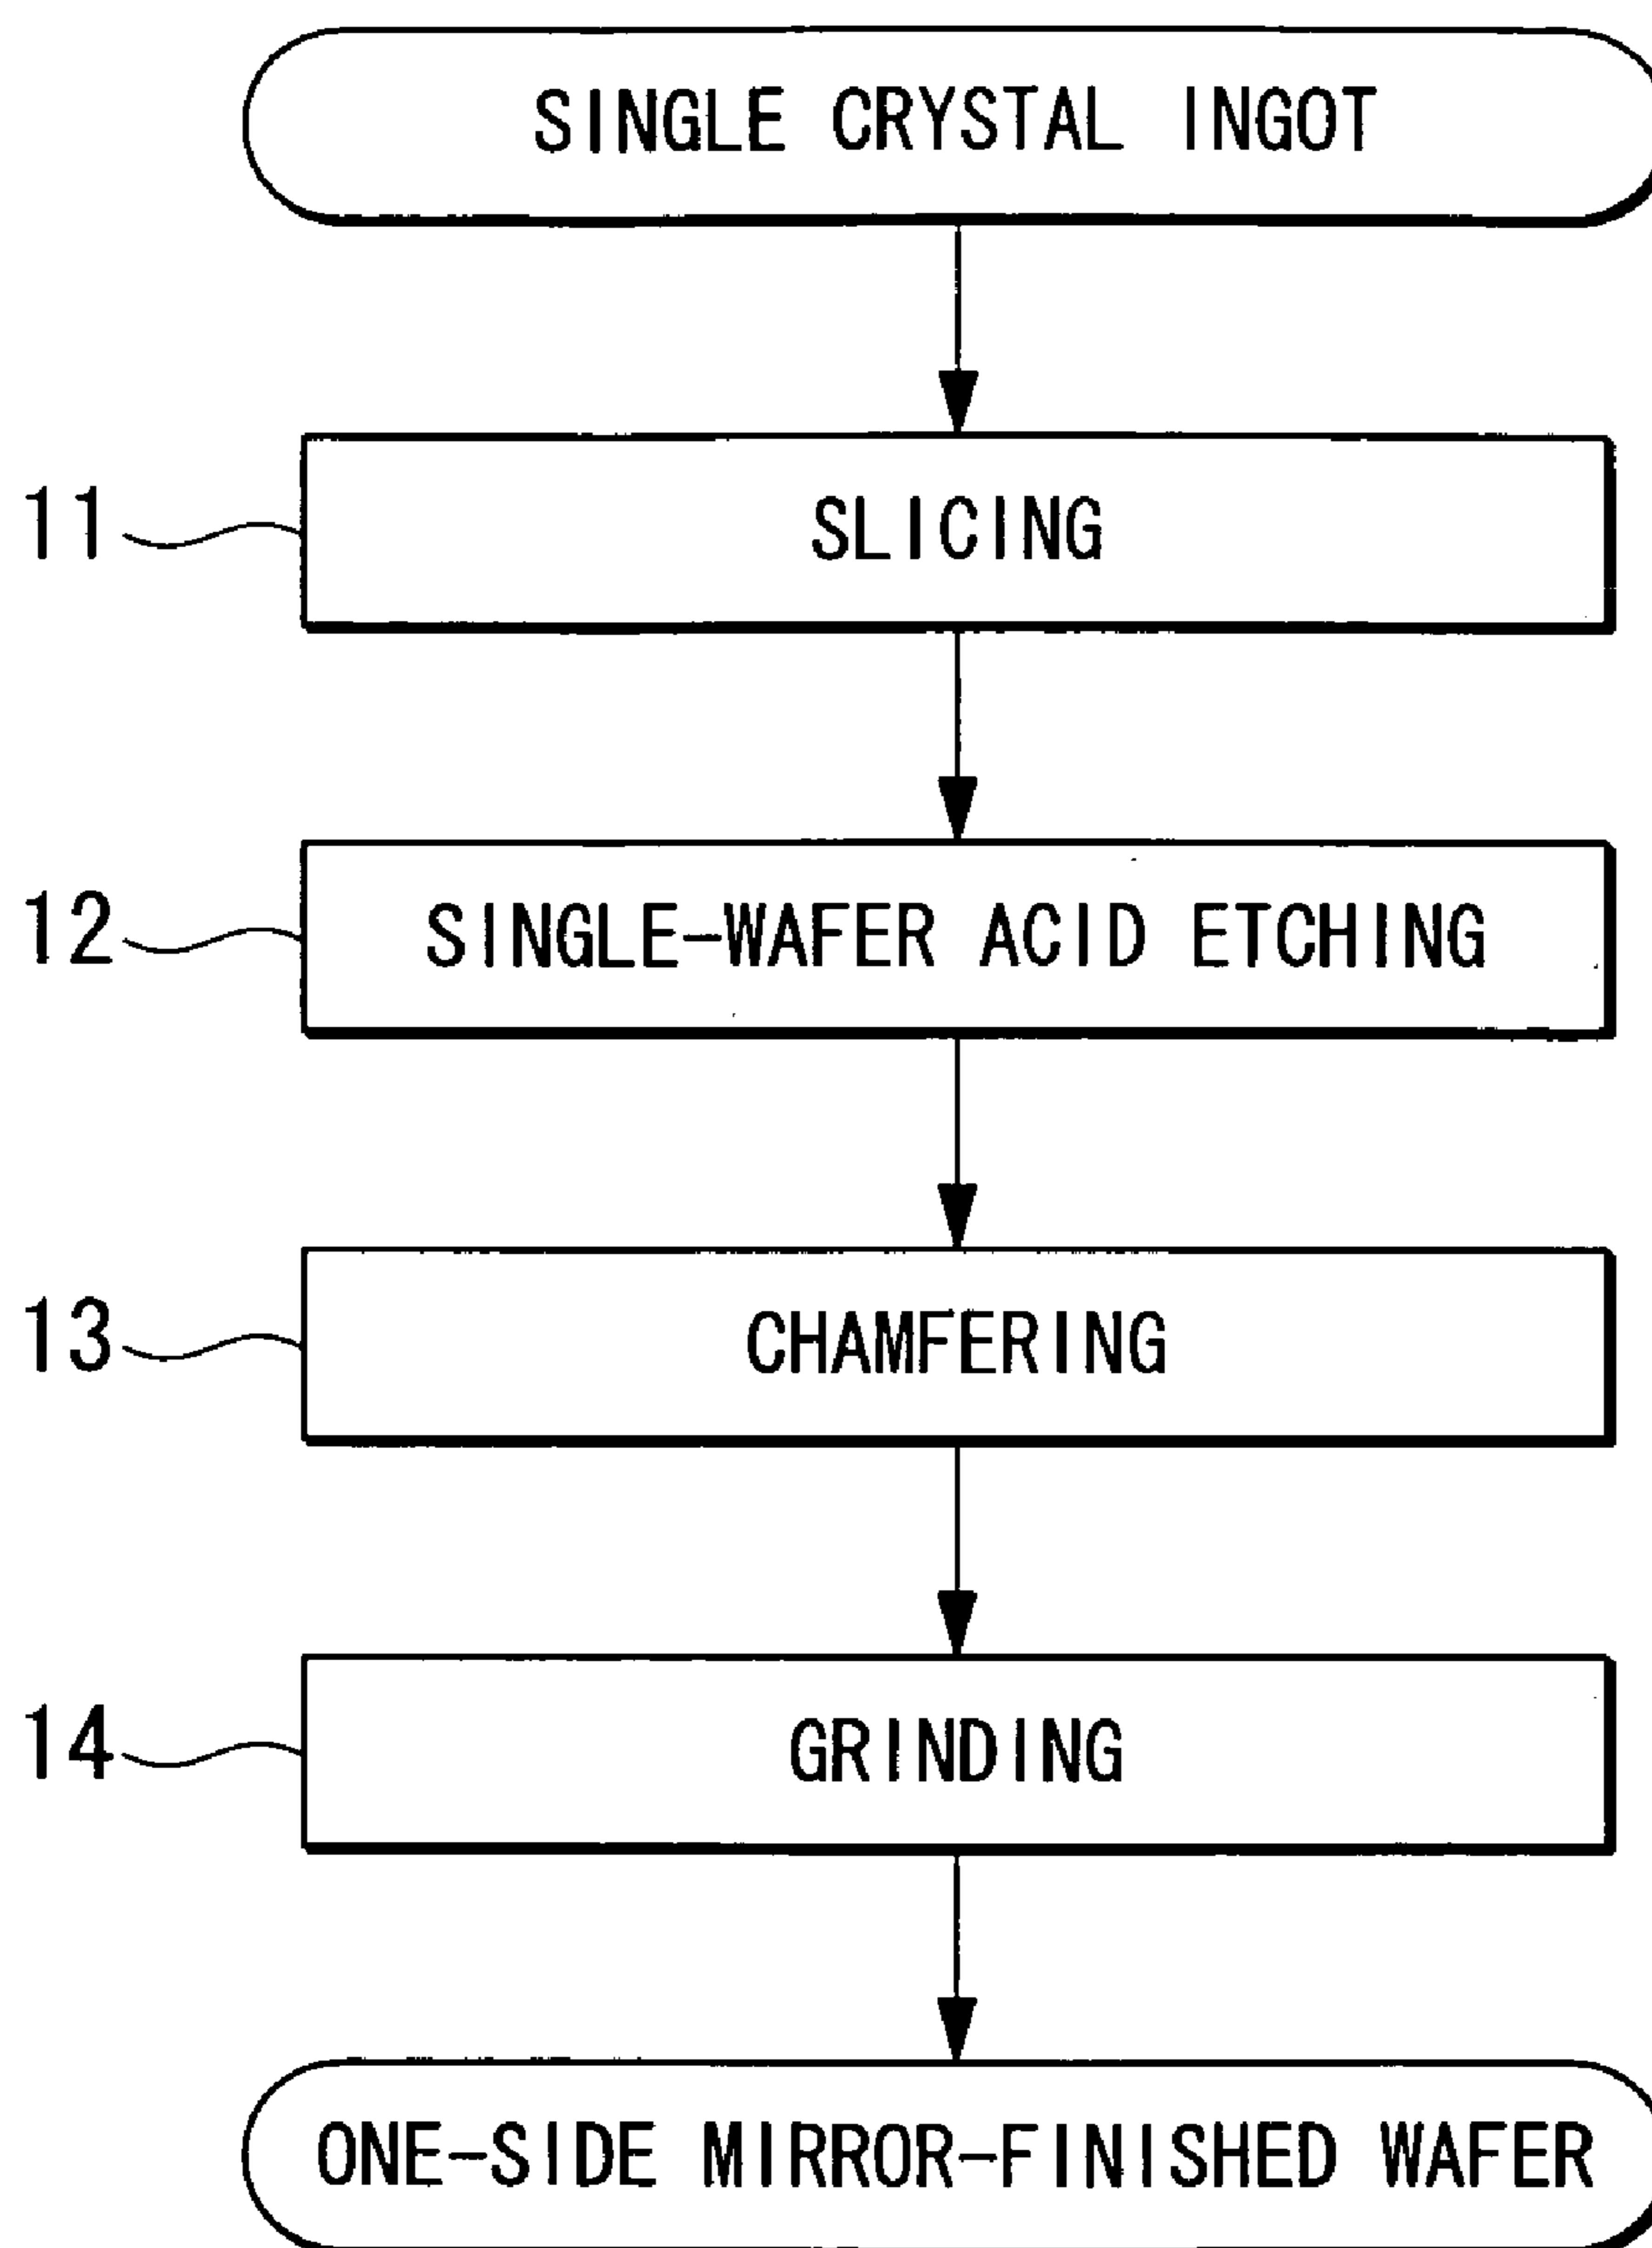 SINGLE CRYSTAL INGOT
11
SLICING
12
SINGLE-WAFER ACID ETCHING
13
CHAMFERING
14
GRINDING
ONE-SIDE MIRROR-FINISHED WAFER